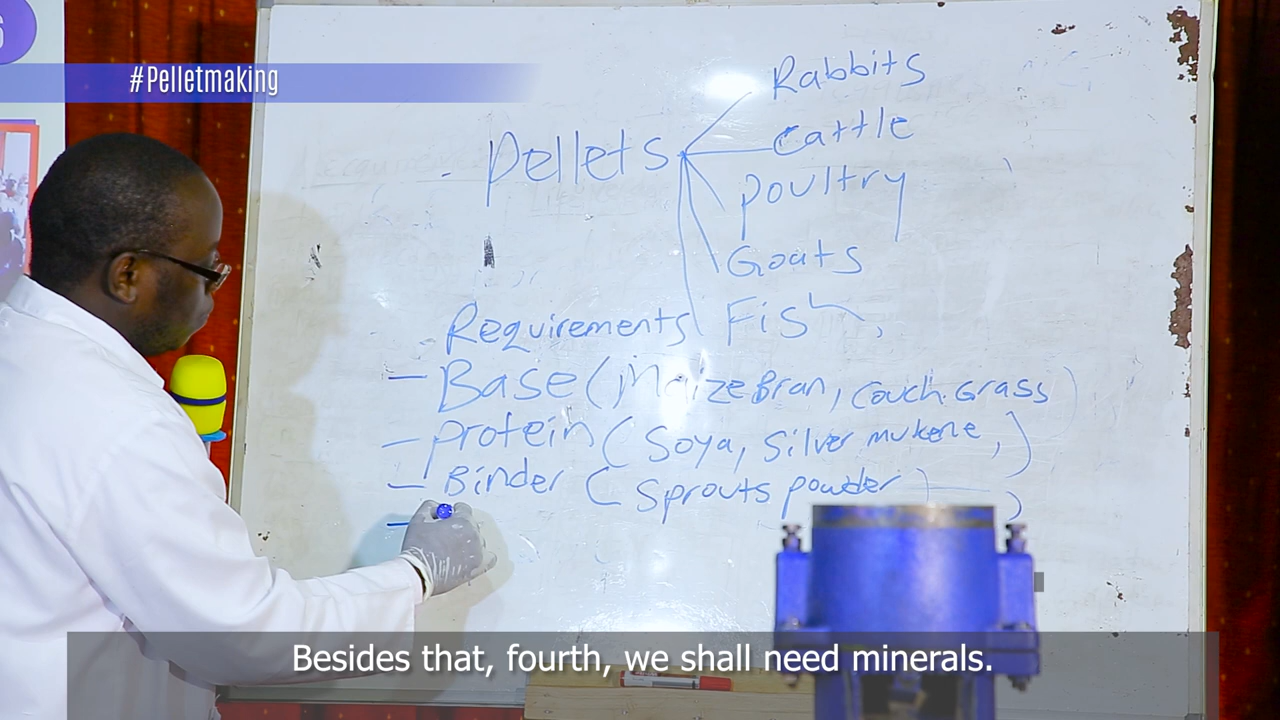 #Pelletmaking
Rabbits
Cattle
Pellets
Poultry
Goats
Requirements Fish,
- Base (Maize Bran, Couch Grass)
- Protein (Soya, Silver mukene,)
- Binder (Sprouts powder)
Besides that, fourth, we shall need minerals.